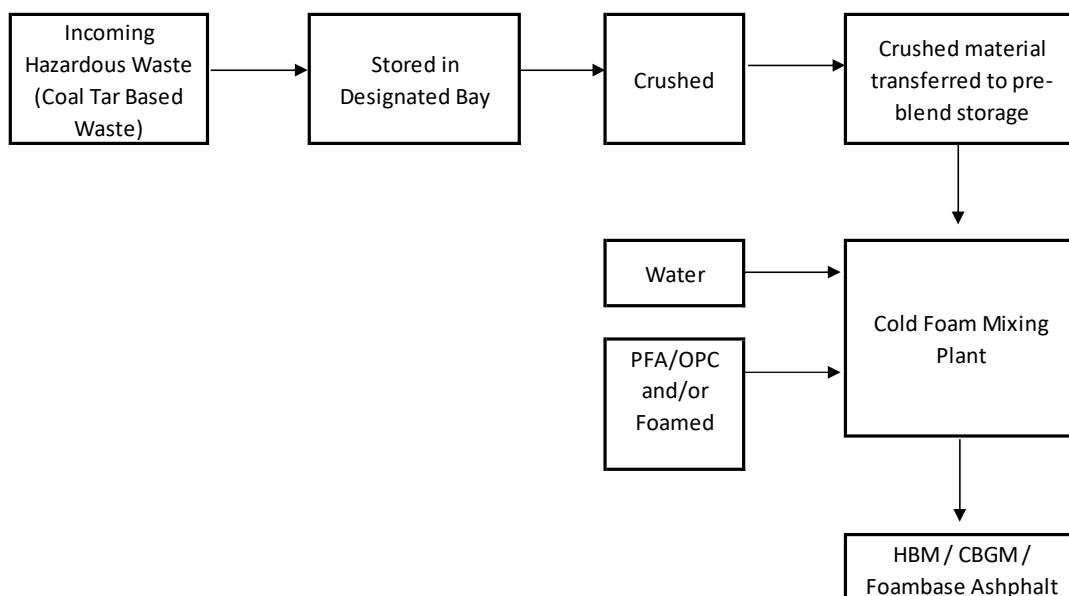 Incoming
Hazardous Waste
(Coal Tar Based
Waste)
Stored in
Designated Bay
Crushed
Crushed material
transferred to pre-
blend storage
Water
PFA/OPC
and/or
Foamed
Cold Foam Mixing
Plant
HBM / CBGM /
Foambase Ashphalt